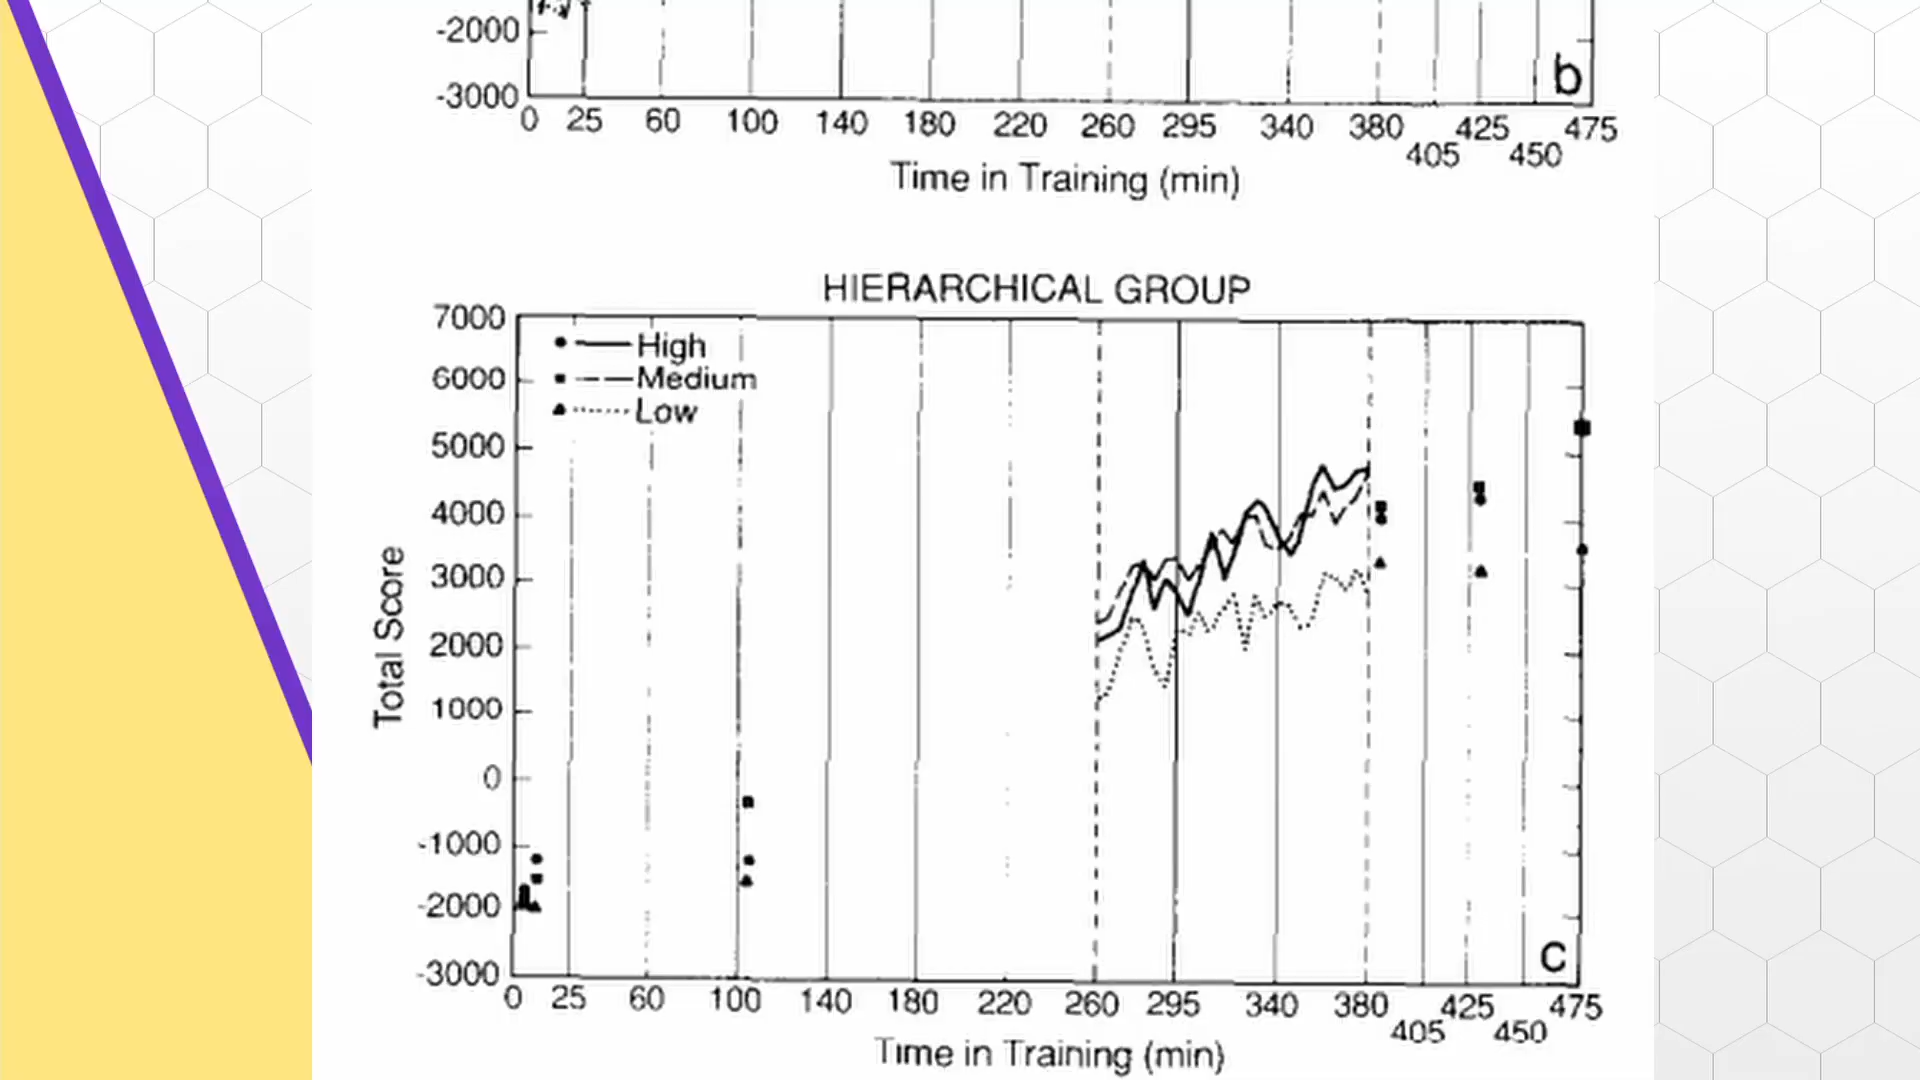 -2000
-3000
b
0 25 60 100 140 180 220 260 295 340 380 425 475
405 450
Time in Training (min)
HIERARCHICAL GROUP
7000
High
Medium
6000
Low
5000
4000
3000
2000
1000
0
-1000
-2000
-3000
Total Score
c
0 25 60 100 140 180 220 260 295 340 380 425 475
405 450
Time in Training (min)